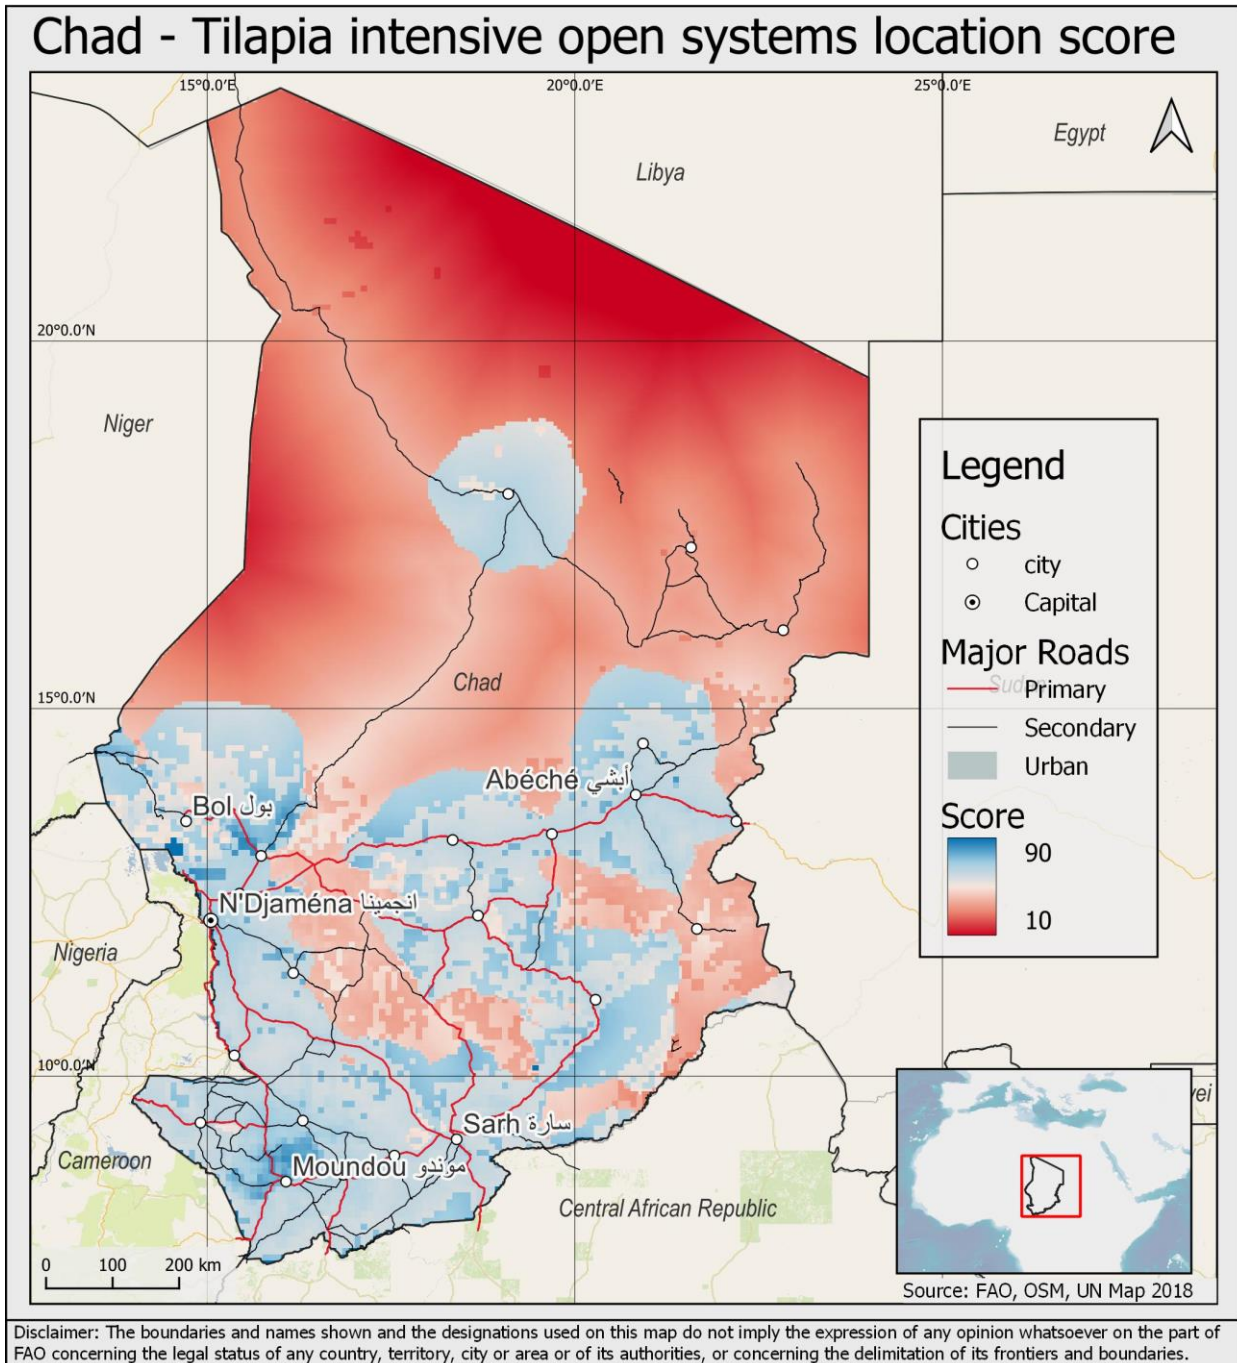 Chad - Tilapia intensive open systems location score
15°0.0'E
20°0.0'E
25°0.0'E
Egypt
Libya
20°0.0'N
Niger
Legend
Cities
city
Capital
Major Roads
Sudan
Primary
Secondary
Urban
Score
90
10
Chad
15°0.0'N
Abéché أبشي
Bol بول
N'Djaména انجمينا
Nigeria
10°0.0'N
Sarh سارة
Moundou موندو
Cameroon
Central African Republic
0 100 200 km
Source: FAO, OSM, UN Map 2018
Disclaimer: The boundaries and names shown and the designations used on this map do not imply the expression of any opinion whatsoever on the part of
FAO concerning the legal status of any country, territory, city or area or of its authorities, or concerning the delimitation of its frontiers and boundaries.